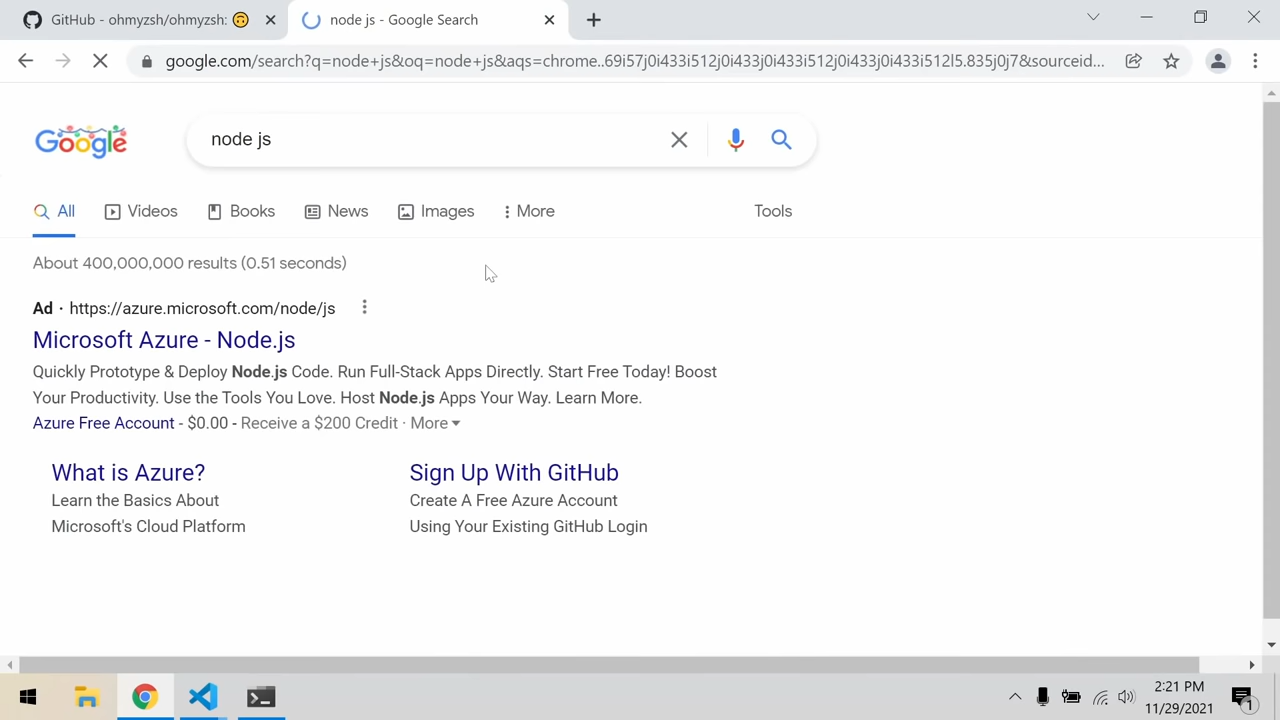 GitHub - ohmyzsh/ohmyzsh: 🙃
node js - Google Search
google.com/search?q=node+js&oq=node+js&aqs=chrome..69i57j0i433i512j0i433j0i433i512j0i433j0i433i512l5.835j0j7&sourceid...
Google
node js
All
Videos
Books
News
Images
More
Tools
About 400,000,000 results (0.51 seconds)
Ad · https://azure.microsoft.com/node/js
Microsoft Azure - Node.js
Quickly Prototype & Deploy Node.js Code. Run Full-Stack Apps Directly. Start Free Today! Boost
Your Productivity. Use the Tools You Love. Host Node.js Apps Your Way. Learn More.
Azure Free Account - $0.00 - Receive a $200 Credit · More
What is Azure?
Sign Up With GitHub
Learn the Basics About
Create A Free Azure Account
Microsoft's Cloud Platform
Using Your Existing GitHub Login
2:21 PM
11/29/2021
1